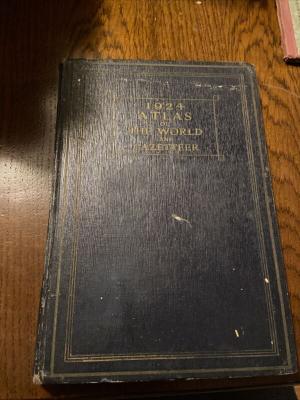 1924
ATLAS
OF
THE WORLD
AND
GAZETTEER